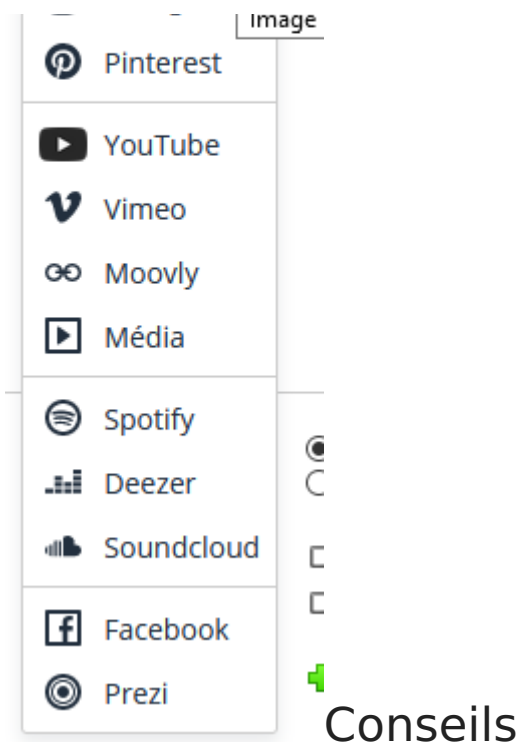 Image
Pinterest
YouTube
Vimeo
Moovly
Média
Spotify
Deezer
Soundcloud
Facebook
Prezi
Conseils